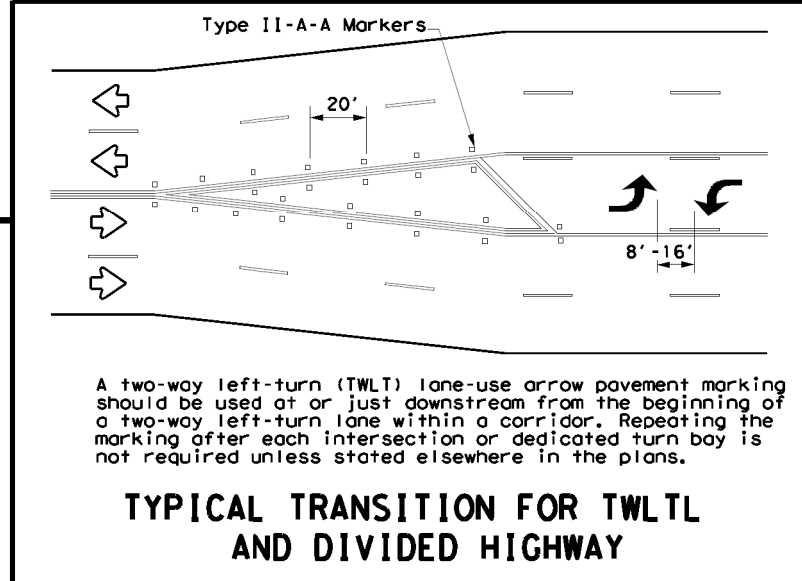 Type II-A-A Markers
20'
8' -16'
A two-way left-turn (TWLT) lane-use arrow pavement marking
should be used at or just downstream from the beginning of
a two-way left-turn lane within a corridor. Repeating the
marking after each intersection or dedicated turn bay is
not required unless stated elsewhere in the plans.
TYPICAL TRANSITION FOR TWLTL
AND DIVIDED HIGHWAY